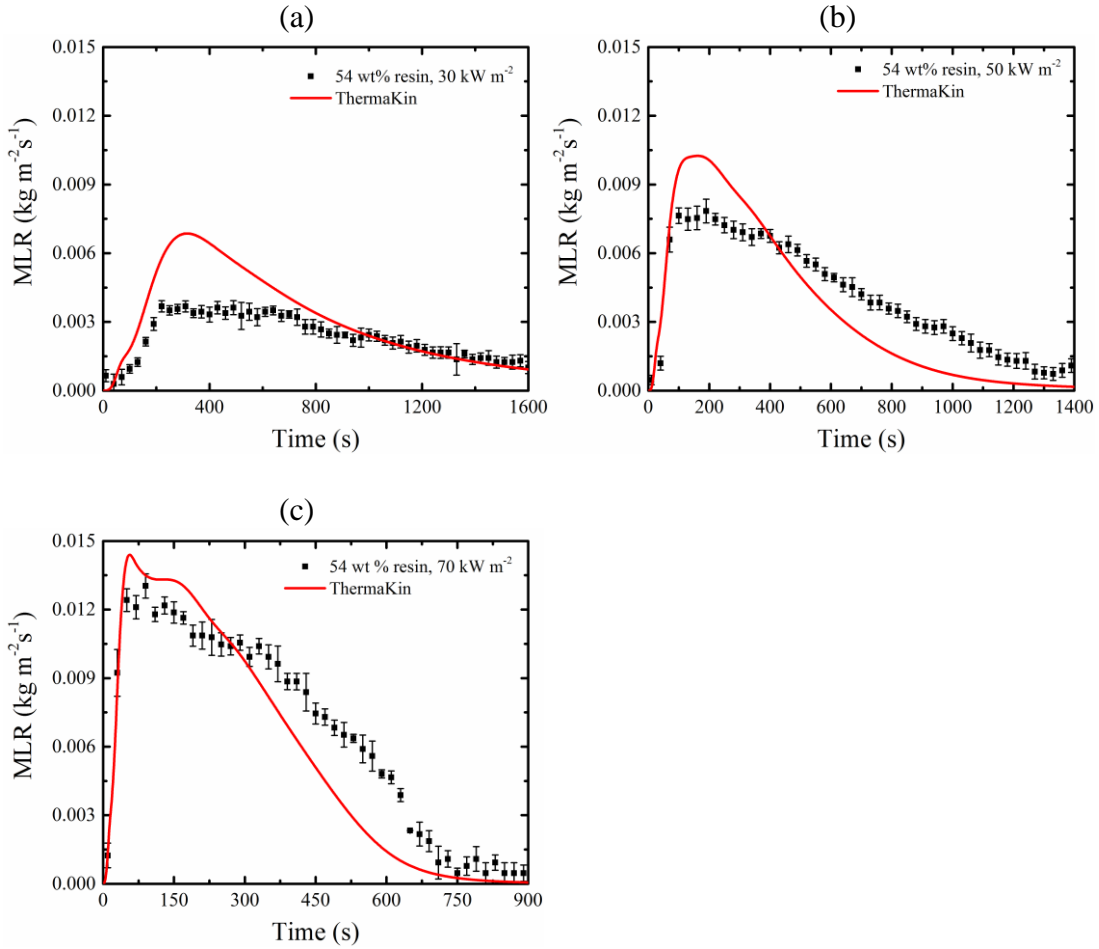 (a)
0.015
0.012
0.009
0.006
0.003
0.000
MLR (kg m⁻²s⁻¹)
54 wt% resin, 30 kW m⁻²
ThermaKin
0 400 800 1200 1600
Time (s)
(b)
0.015
0.012
0.009
0.006
0.003
0.000
MLR (kg m⁻²s⁻¹)
54 wt% resin, 50 kW m⁻²
ThermaKin
0 200 400 600 800 1000 1200 1400
Time (s)
(c)
0.015
0.012
0.009
0.006
0.003
0.000
MLR (kg m⁻²s⁻¹)
54 wt % resin, 70 kW m⁻²
ThermaKin
0 150 300 450 600 750 900
Time (s)